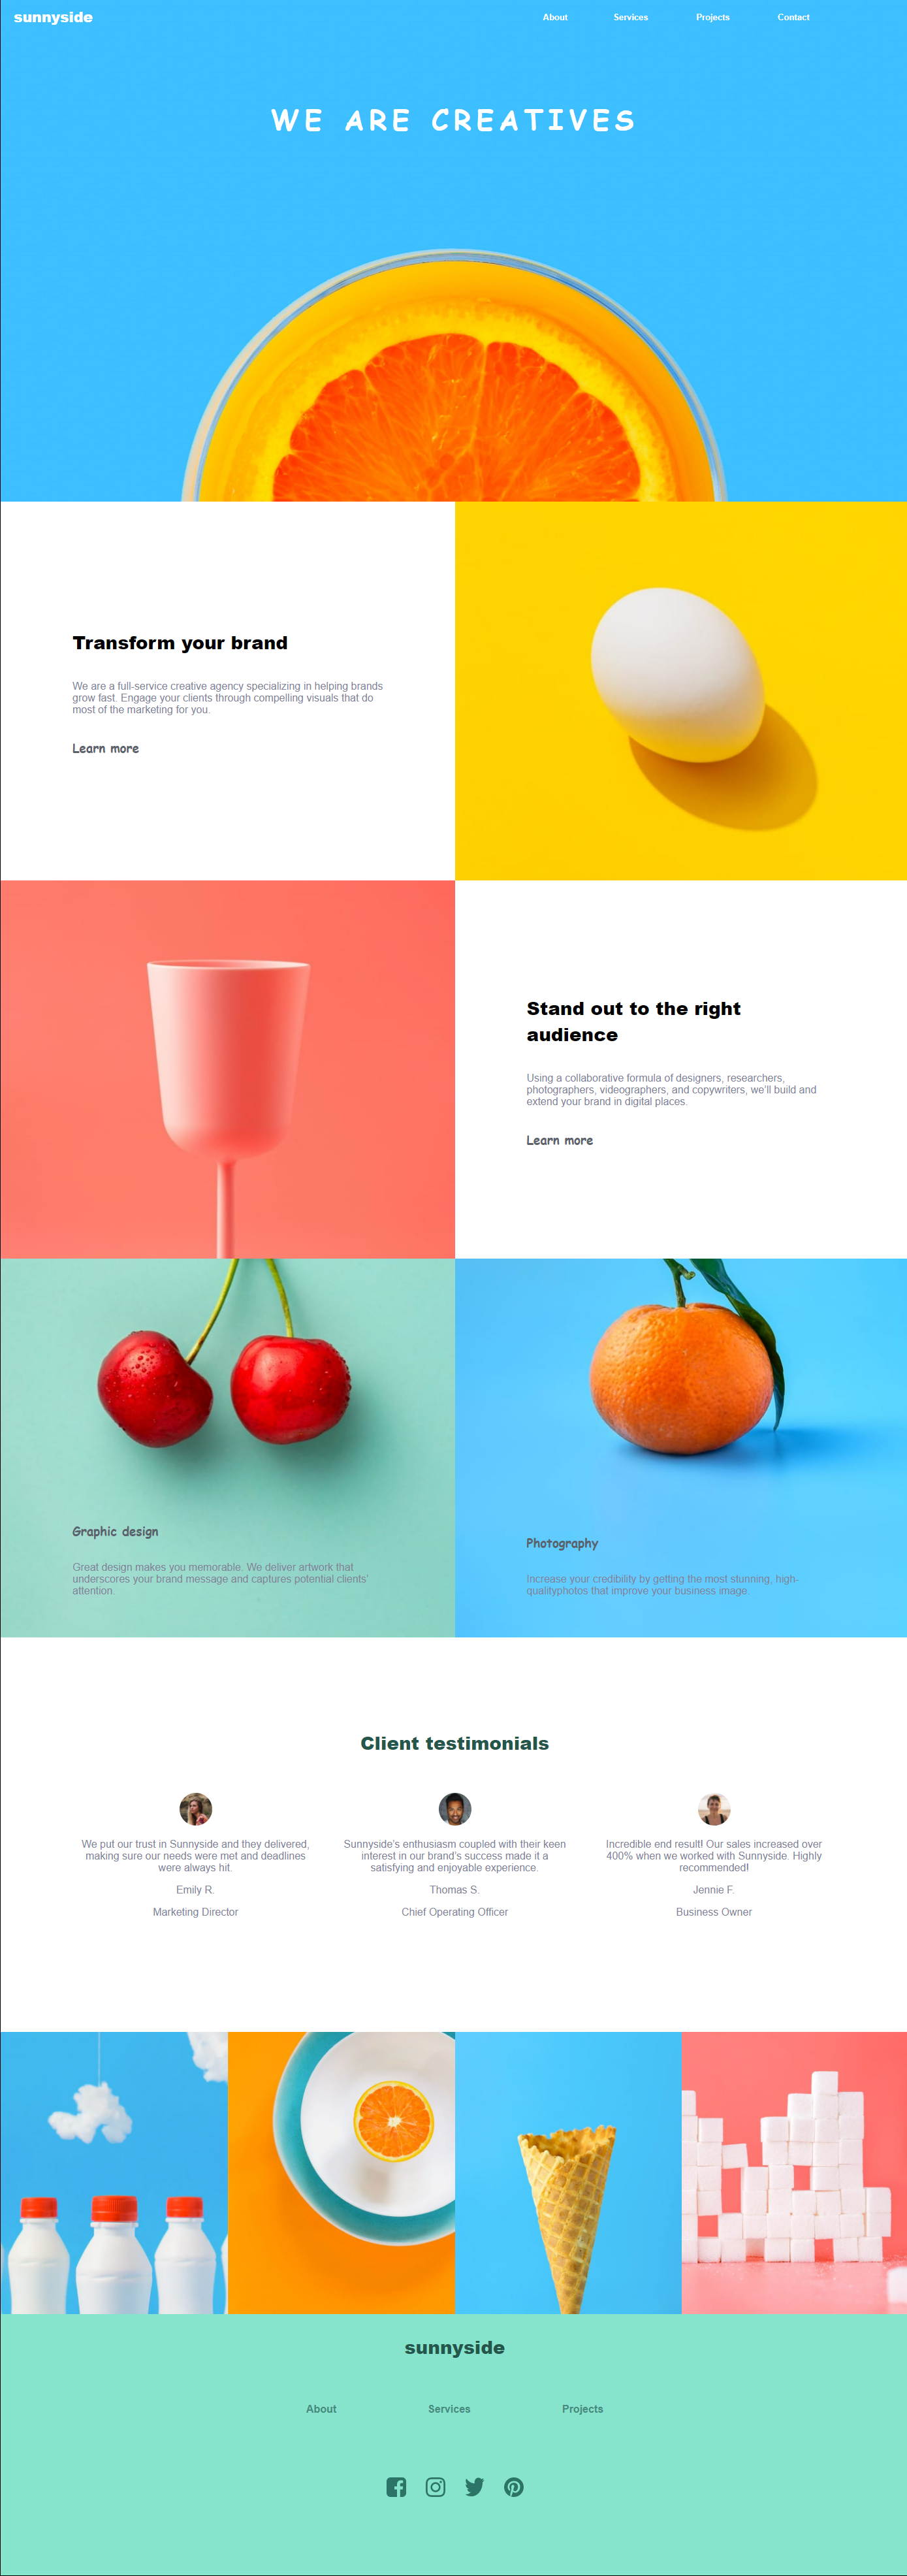 sunnyside
About Services Projects Contact
WE ARE CREATIVES
Transform your brand
We are a full-service creative agency specializing in helping brands
grow fast. Engage your clients through compelling visuals that do
most of the marketing for you.
Learn more
Stand out to the right
audience
Using a collaborative formula of designers, researchers,
photographers, videographers, and copywriters, we’ll build and
extend your brand in digital places.
Learn more
Graphic design
Great design makes you memorable. We deliver artwork that
underscores your brand message and captures potential clients’
attention.
Photography
Increase your credibility by getting the most stunning, high-
qualityphotos that improve your business image.
Client testimonials
We put our trust in Sunnyside and they delivered,
making sure our needs were met and deadlines
were always hit.
Emily R.
Marketing Director
Sunnyside’s enthusiasm coupled with their keen
interest in our brand’s success made it a
satisfying and enjoyable experience.
Thomas S.
Chief Operating Officer
Incredible end result! Our sales increased over
400% when we worked with Sunnyside. Highly
recommended!
Jennie F.
Business Owner
sunnyside
About Services Projects